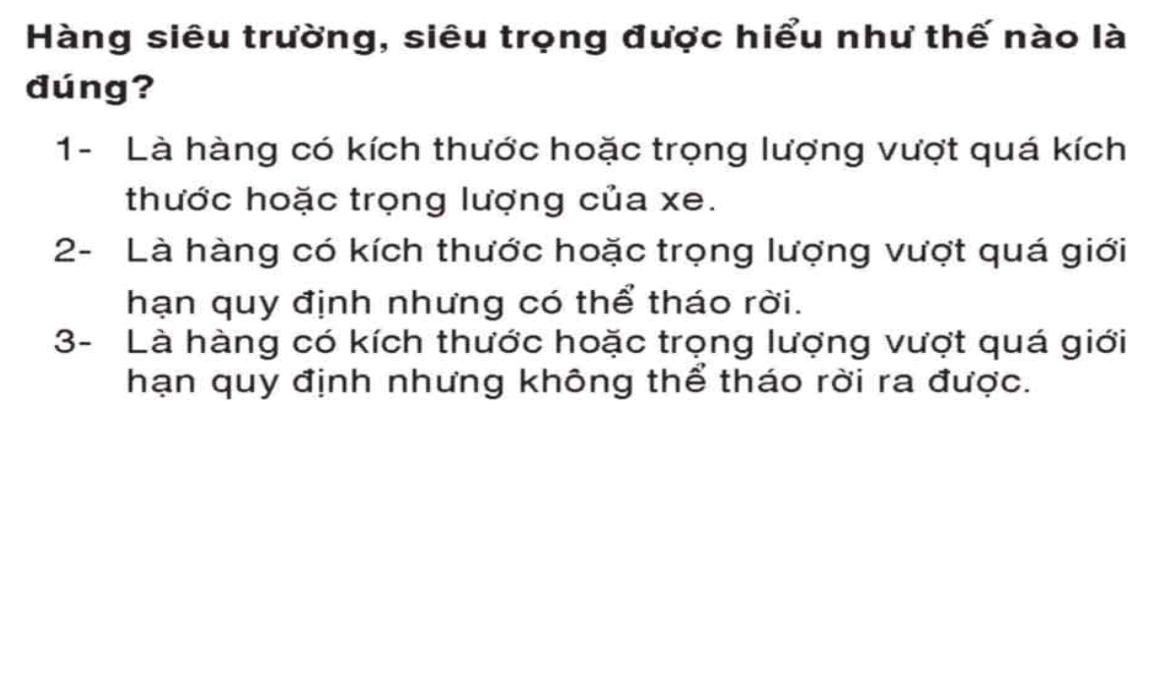 Hàng siêu trường, siêu trọng được hiểu như thế nào là
đúng?
1- Là hàng có kích thước hoặc trọng lượng vượt quá kích
thước hoặc trọng lượng của xe.
2- Là hàng có kích thước hoặc trọng lượng vượt quá giới
hạn quy định nhưng có thể tháo rời.
3- Là hàng có kích thước hoặc trọng lượng vượt quá giới
hạn quy định nhưng không thể tháo rời ra được.